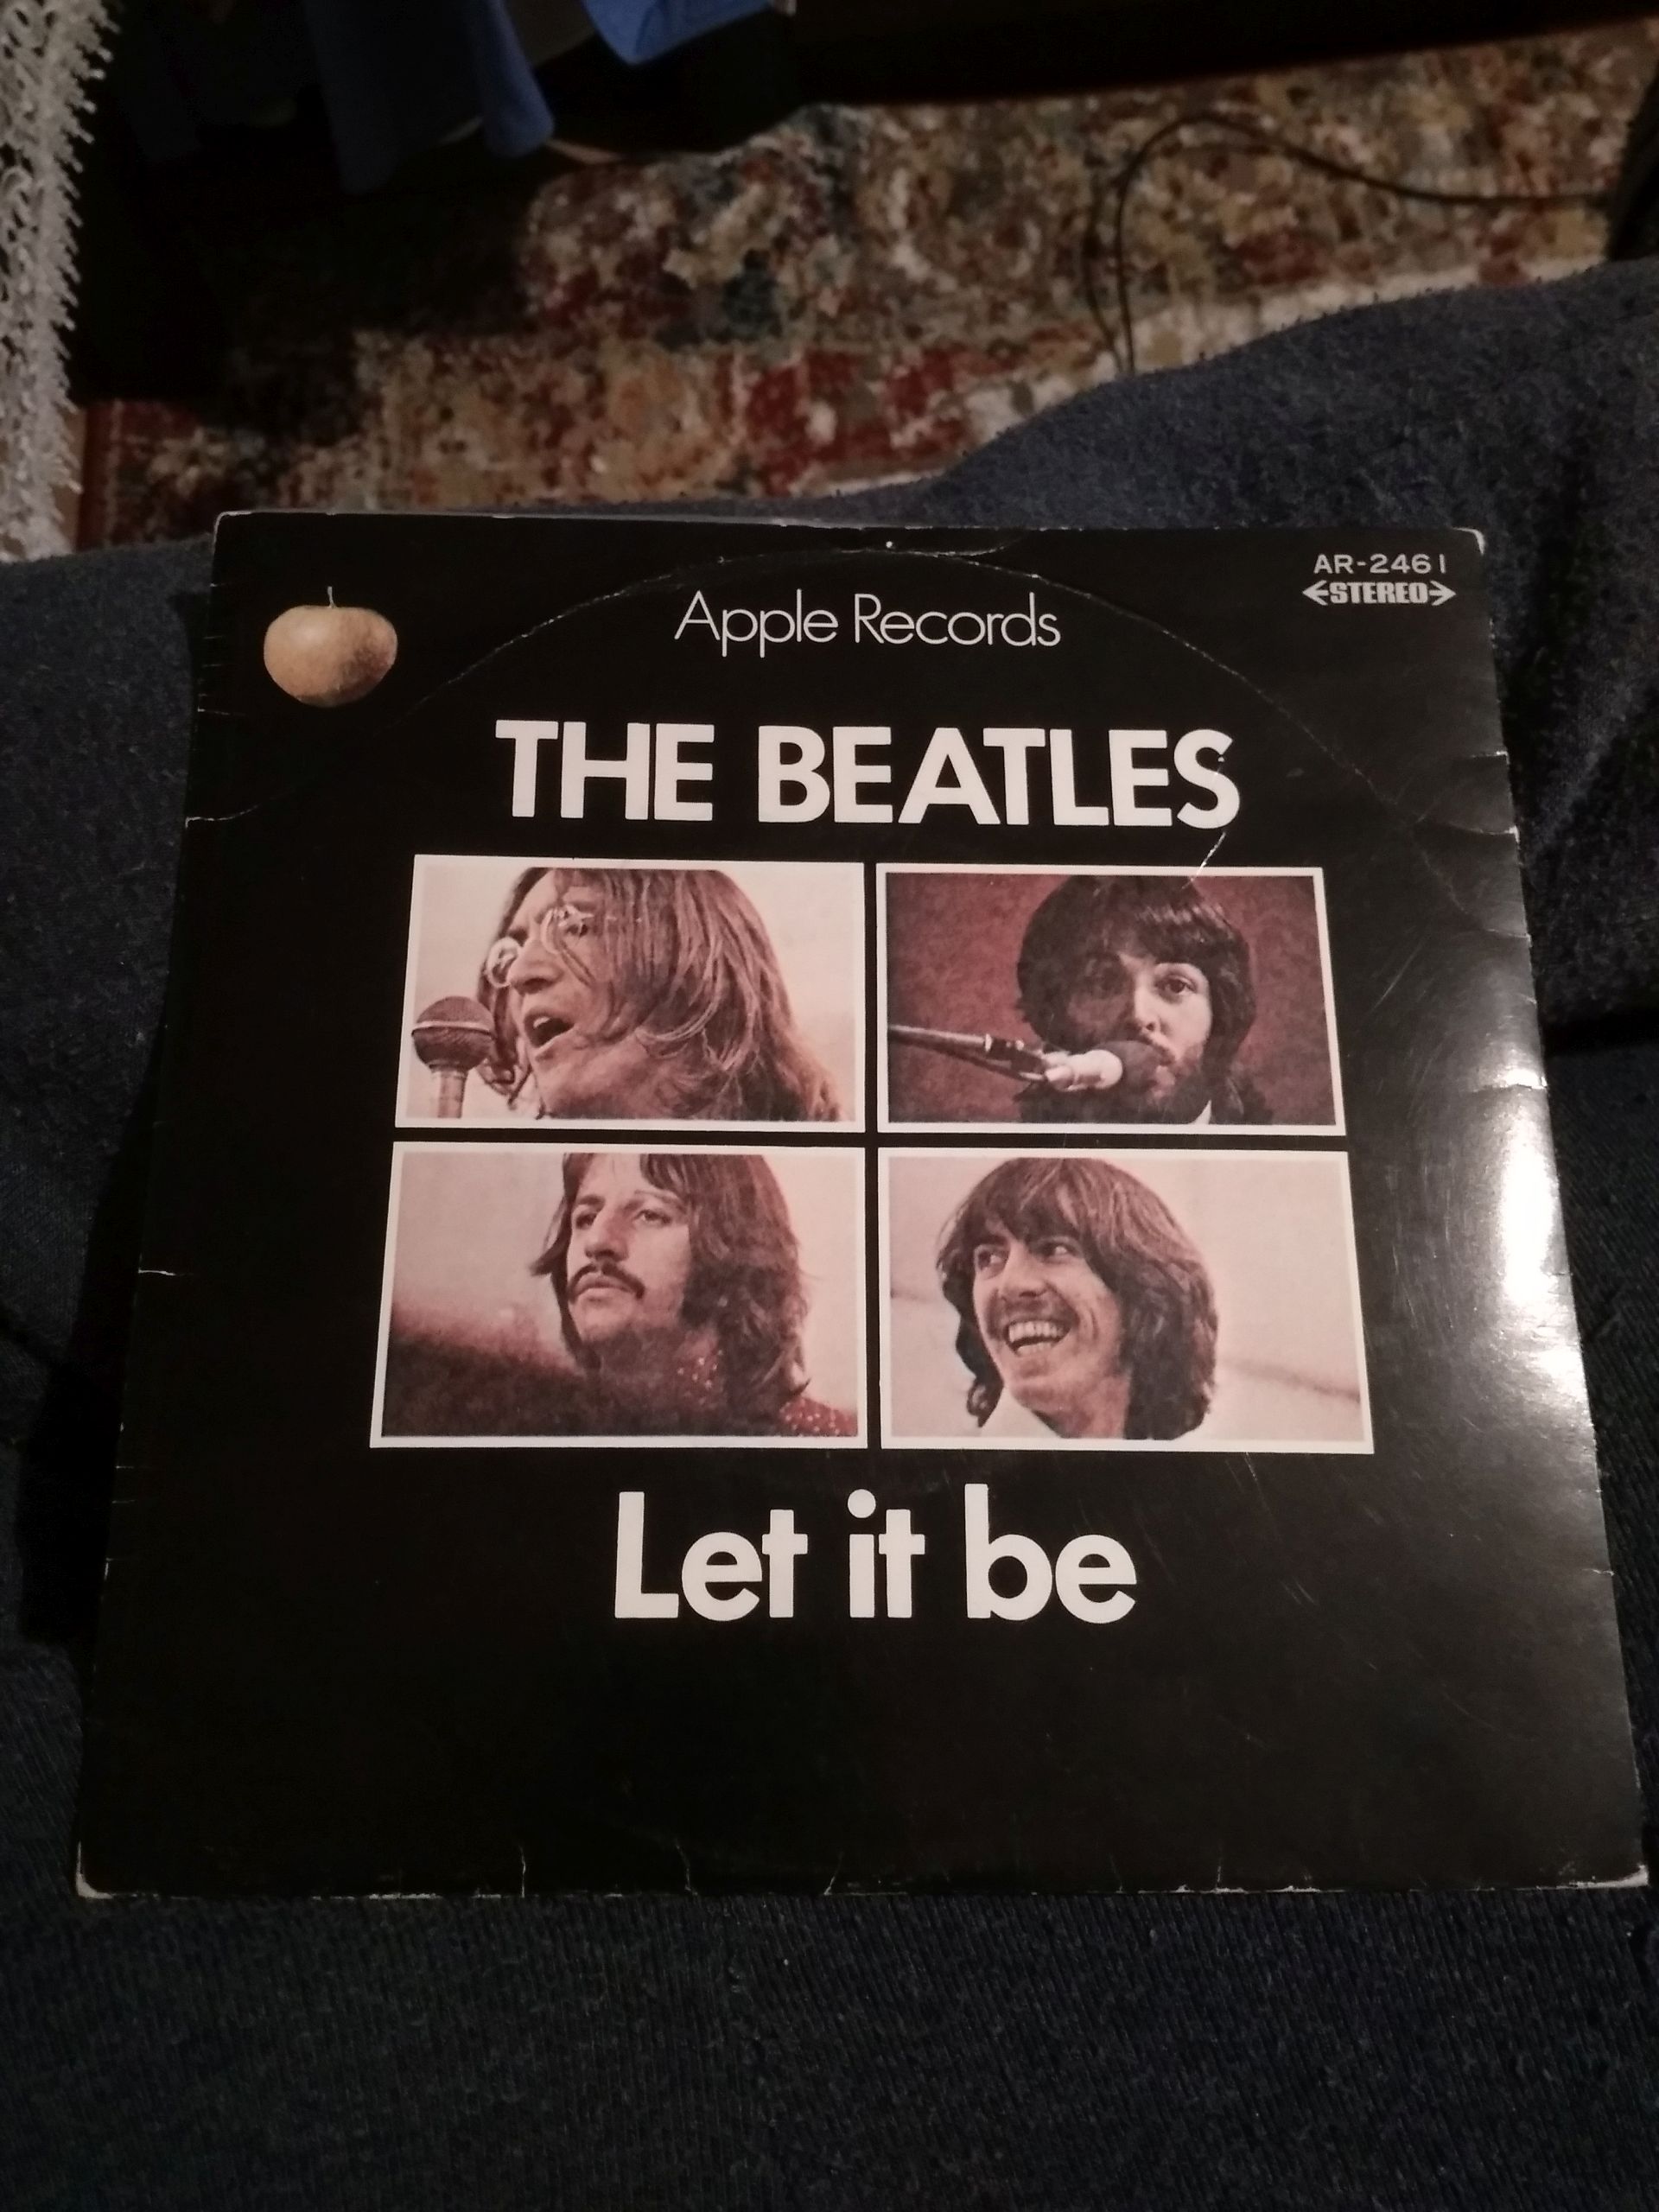 AR-2461
STEREO
Apple Records
THE BEATLES
Let it be